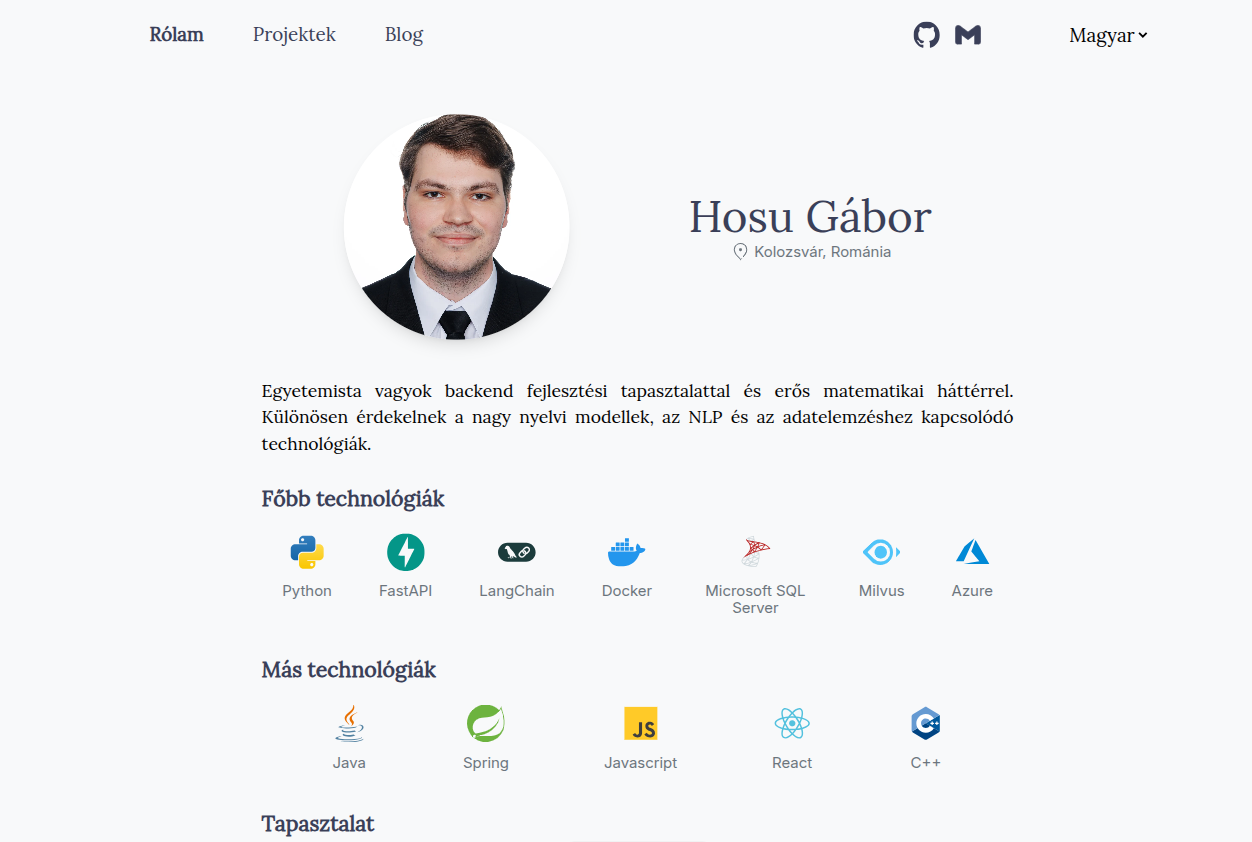 Rólam
Projektek
Blog
Magyar
Hosu Gábor
Kolozsvár, Románia
Egyetemista vagyok backend fejlesztési tapasztalattal és erős matematikai háttérrel.
Különösen érdekelnek a nagy nyelvi modellek, az NLP és az adatelemzéshez kapcsolódó
technológiák.
Főbb technológiák
Python
FastAPI
LangChain
Docker
Microsoft SQL
Server
Milvus
Azure
Más technológiák
JS
Java
Spring
Javascript
React
C++
Tapasztalat